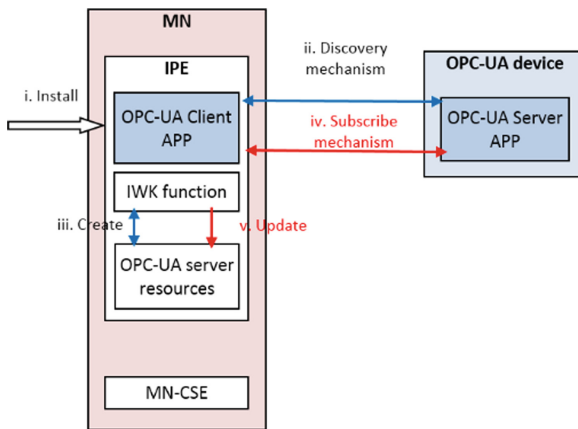 MN
IPE
i. Install
OPC-UA Client
APP
ii. Discovery
mechanism
iv. Subscribe
mechanism
OPC-UA device
OPC-UA Server
APP
IWK function
iii. Create
v. Update
OPC-UA server
resources
MN-CSE